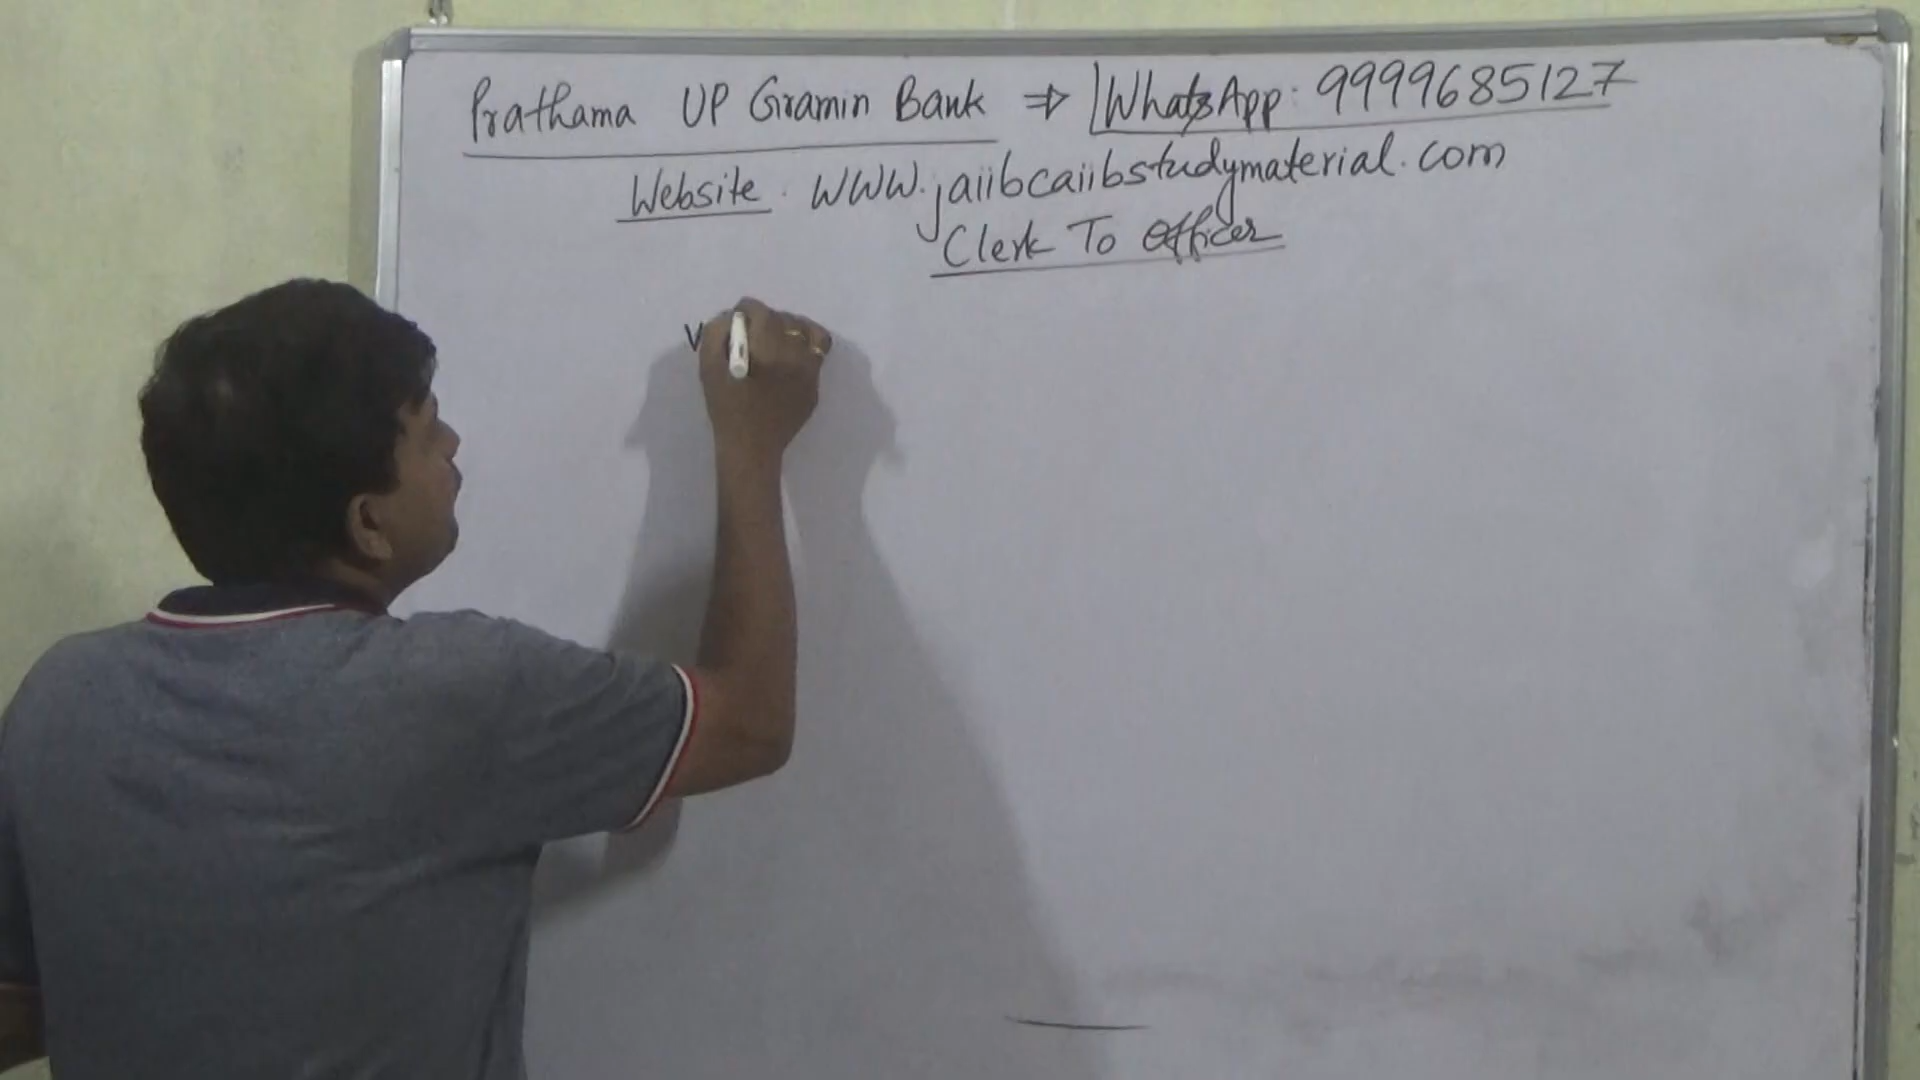 Prathama UP Gramin Bank ⇒ WhatsApp: 9999685127
Website . WWW.jaiibcaiibstudymaterial.com
Clerk To Officer
V